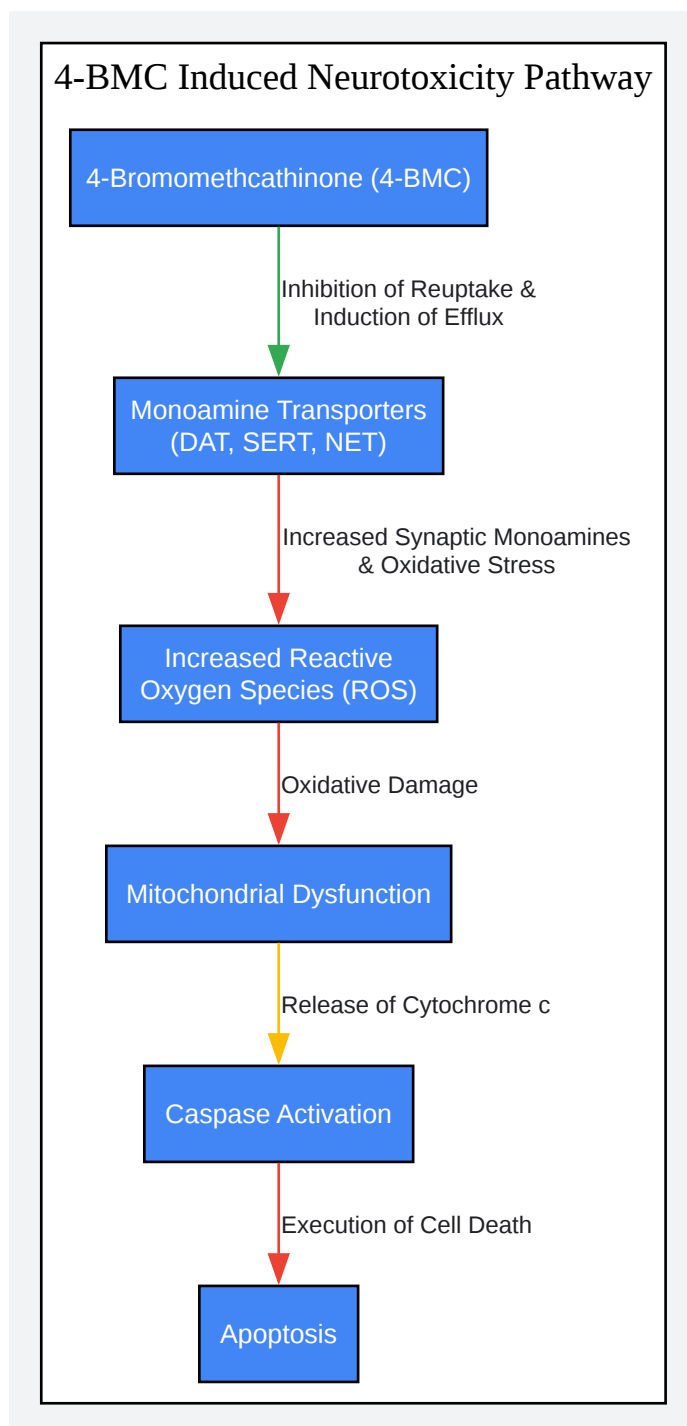 4-BMC Induced Neurotoxicity Pathway
4-Bromomethcathinone (4-BMC)
Inhibition of Reuptake &
Induction of Efflux
Monoamine Transporters
(DAT, SERT, NET)
Increased Synaptic Monoamines
& Oxidative Stress
Increased Reactive
Oxygen Species (ROS)
Oxidative Damage
Mitochondrial Dysfunction
Release of Cytochrome c
Caspase Activation
Execution of Cell Death
Apoptosis